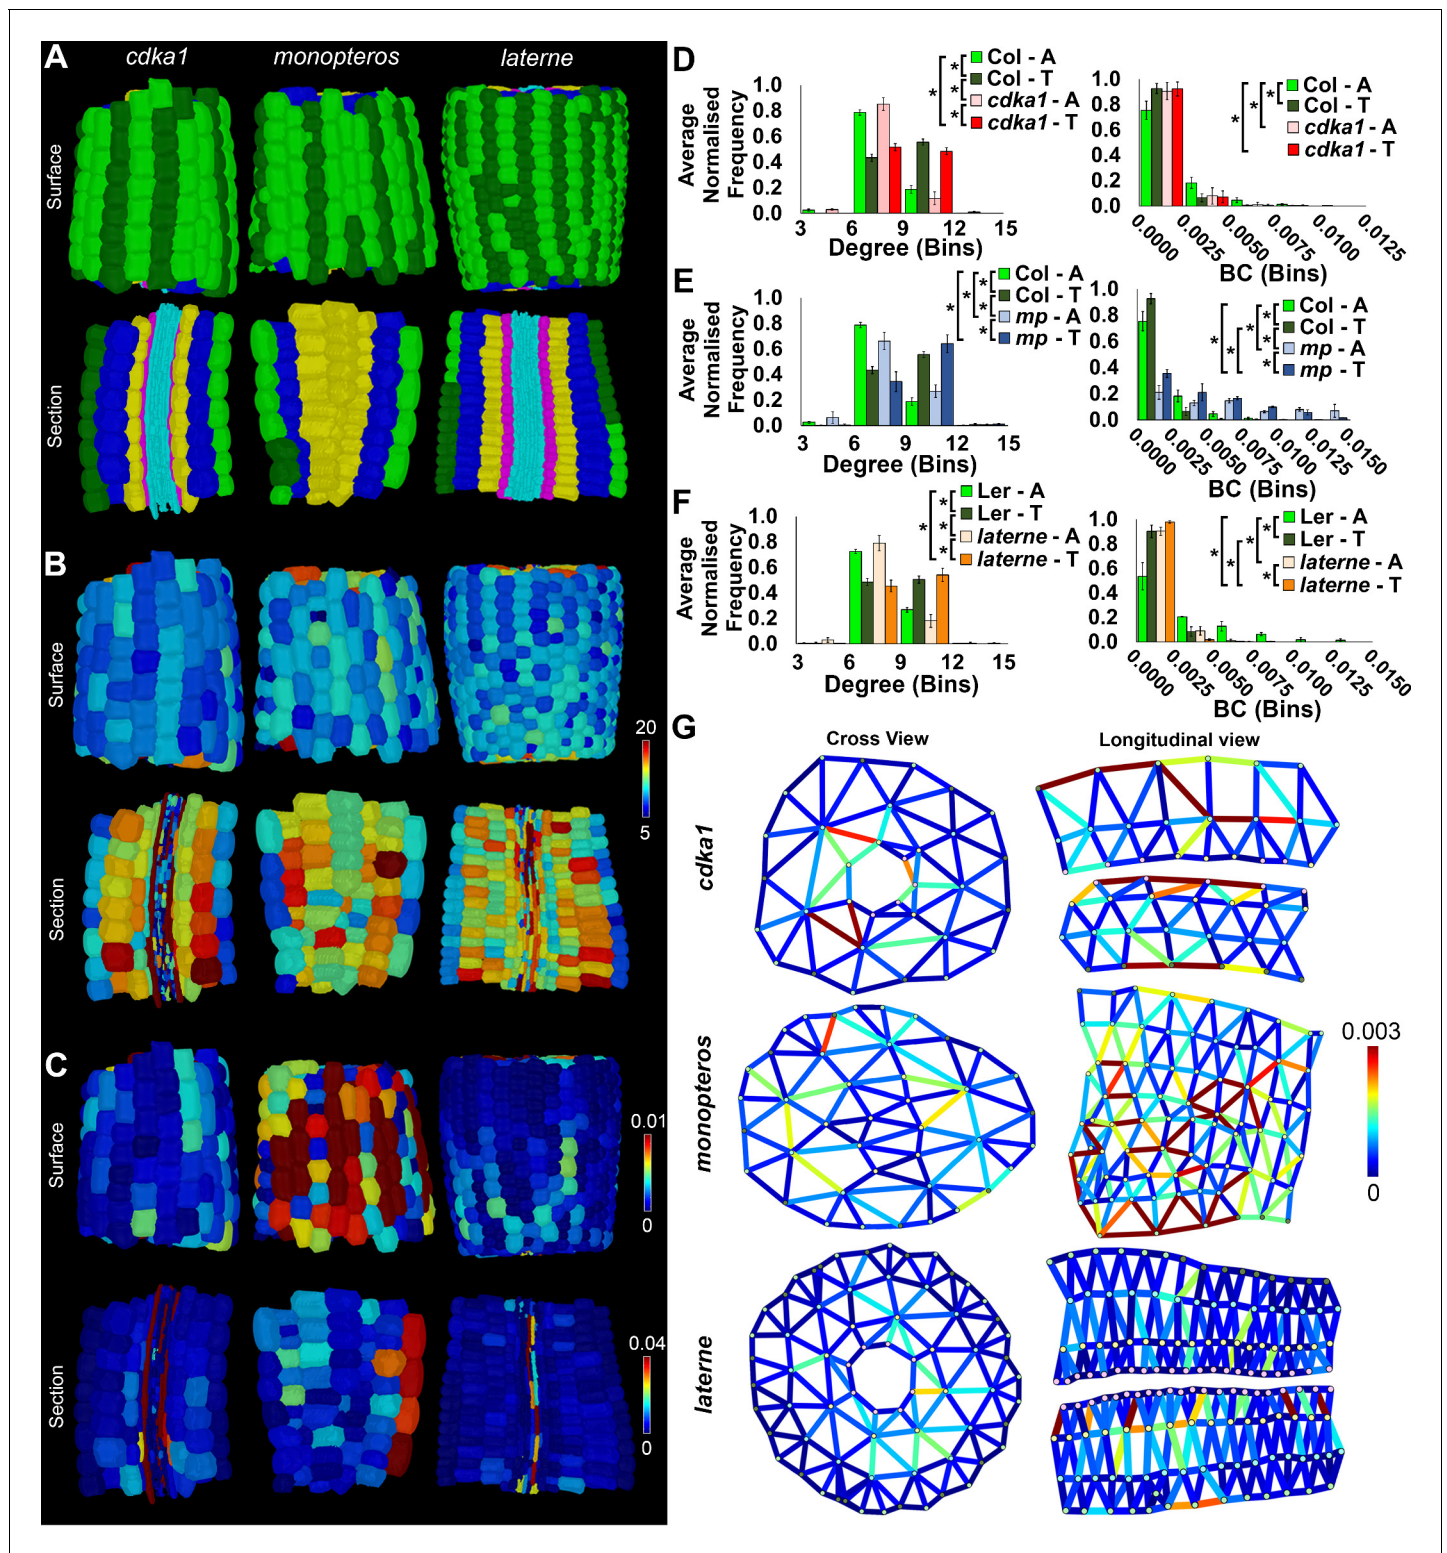 A
cdka1 monopteros laterne
Surface
Section
B
Surface
20
5
Section
C
Surface
0.01
0
Section
0.04
0
D
Average
Normalised
Frequency
1.0
0.8
0.6
0.4
0.2
0.0
3 6 9 12 15
Degree (Bins)
* Col - A
* Col - T
* cdka1 - A
* cdka1 - T
1.0
0.8
0.6
0.4
0.2
0.0
0.0000 0.0025 0.0050 0.0075 0.0100 0.0125
BC (Bins)
* Col - A
* Col - T
* cdka1 - A
cdka1 - T
E
Average
Normalised
Frequency
1.0
0.8
0.6
0.4
0.2
0.0
3 6 9 12 15
Degree (Bins)
* Col - A
* * Col - T
* * mp - A
* mp - T
1.0
0.8
0.6
0.4
0.2
0.0
0.0000 0.0025 0.0050 0.0075 0.0100 0.0125 0.0150
BC (Bins)
* Col - A
* * Col - T
* * mp - A
* mp - T
F
Average
Normalised
Frequency
1.0
0.8
0.6
0.4
0.2
0.0
3 6 9 12 15
Degree (Bins)
* Ler - A
* * Ler - T
* laterne - A
laterne - T
1.0
0.8
0.6
0.4
0.2
0.0
0.0000 0.0025 0.0050 0.0075 0.0100 0.0125 0.0150
BC (Bins)
* Ler - A
* Ler - T
* * laterne - A
* laterne - T
G
Cross View Longitudinal view
cdka1
monopteros
0.003
0
laterne